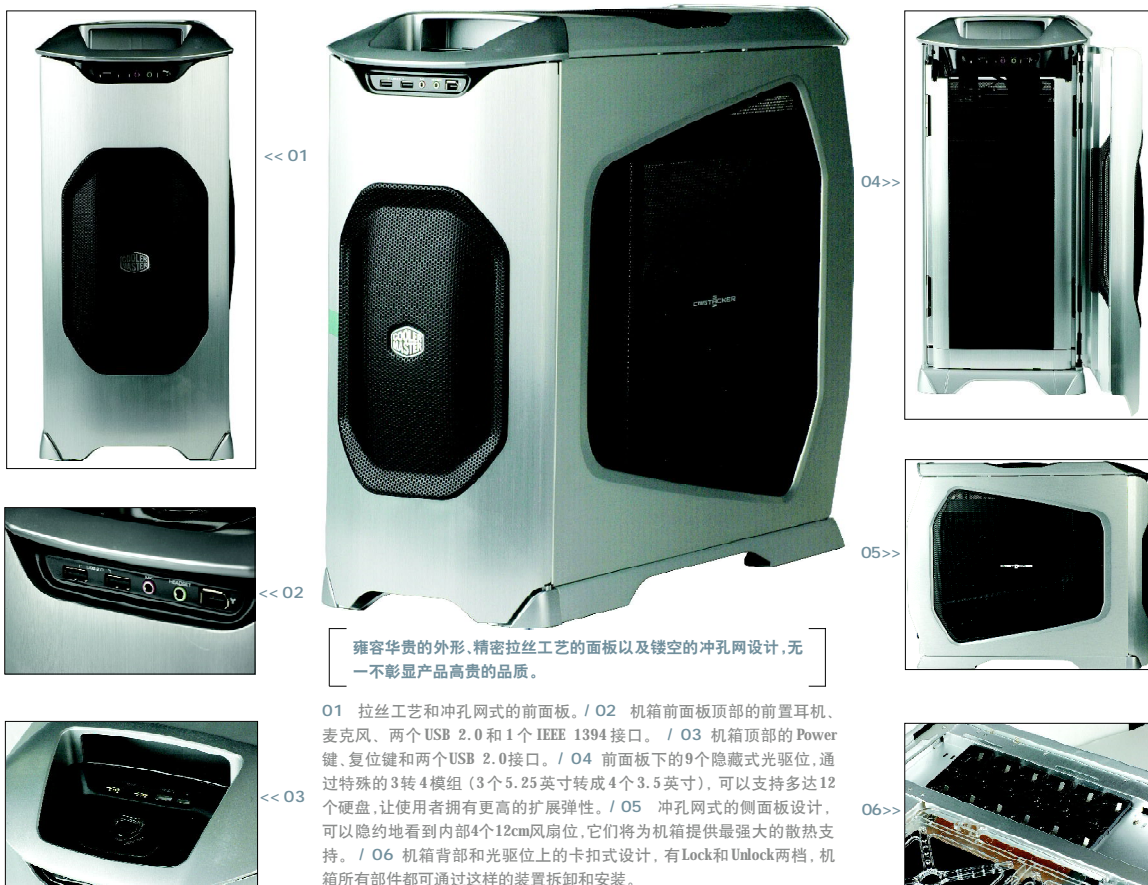 << 01
COOLER
MASTER
COOLER
MASTER
CMSTACKER
04>>
<< 02
USB 2.0
MIC
HEADSET
05>>
雍容华贵的外形、精密拉丝工艺的面板以及镂空的冲孔网设计,无
一不彰显产品高贵的品质。
<< 03
06>>
01 拉丝工艺和冲孔网式的前面板。/ 02 机箱前面板顶部的前置耳机、
麦克风、两个USB 2.0和1个IEEE 1394接口。 / 03 机箱顶部的Power
键、复位键和两个USB 2.0接口。/ 04 前面板下的9个隐藏式光驱位,通
过特殊的3转4模组(3个5.25英寸转成4个3.5英寸),可以支持多达12
个硬盘,让使用者拥有更高的扩展弹性。/ 05 冲孔网式的侧面板设计,
可以隐约地看到内部4个12cm风扇位,它们将为机箱提供最强大的散热支
持。 / 06 机箱背部和光驱位上的卡扣式设计,有Lock和Unlock两档,机
箱所有部件都可通过这样的装置拆卸和安装。